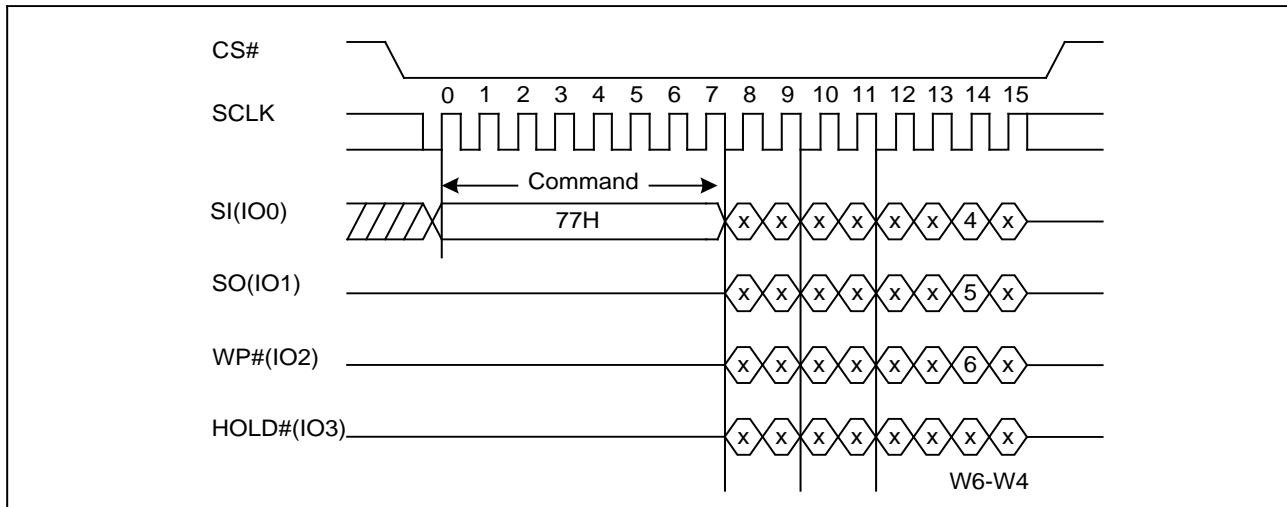 CS#
0 1 2 3 4 5 6 7 8 9 10 11 12 13 14 15
SCLK
Command
SI(IO0) 77H x x x x x x 4 x
SO(IO1) x x x x x x 5 x
WP#(IO2) x x x x x x 6 x
HOLD#(IO3) x x x x x x x x
W6-W4